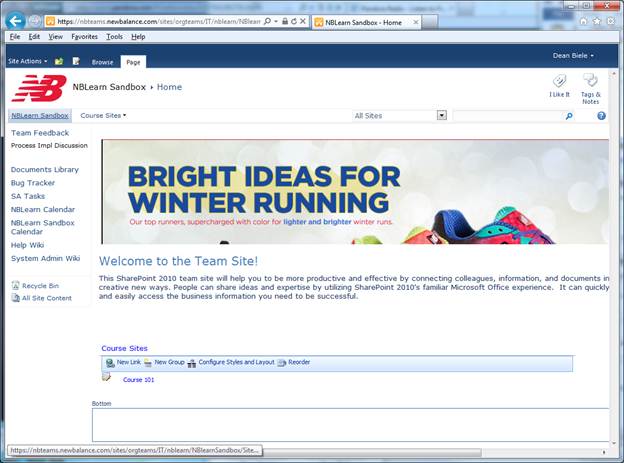 https://nbteams.newbalance.com/sites/orgteams/IT/nblearn/NBlear
NBLearn Sandbox - Home
File Edit View Favorites Tools Help
Dean Biele
Site Actions
Browse
Page
NB
NBLearn Sandbox
Home
I Like It
Tags & Notes
NBLearn Sandbox
Course Sites
All Sites
Team Feedback
Process Impl Discussion
Documents Library
Bug Tracker
SA Tasks
NBLearn Calendar
NBLearn Sandbox
Calendar
Help Wiki
System Admin Wiki
Recycle Bin
All Site Content
BRIGHT IDEAS FOR
WINTER RUNNING
Our top runners, supercharged with color for lighter and brighter winter runs.
Welcome to the Team Site!
This SharePoint 2010 team site will help you to be more productive and effective by connecting colleagues, information, and documents in
creative new ways. People can share ideas and expertise by utilizing SharePoint 2010's familiar Microsoft Office experience. It can quickly
and easily access the business information you need to be successful.
Course Sites
New Link
New Group
Configure Styles and Layout
Reorder
Course 101
Bottom
https://nbteams.newbalance.com/sites/orgteams/IT/nblearn/NBlearnSandbox/Site...